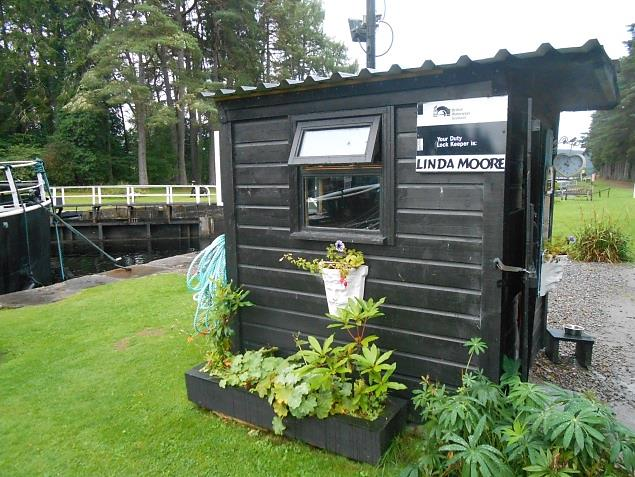 British
Waterways
Scotland
Your Duty
Lock Keeper is:
LINDA MOORE